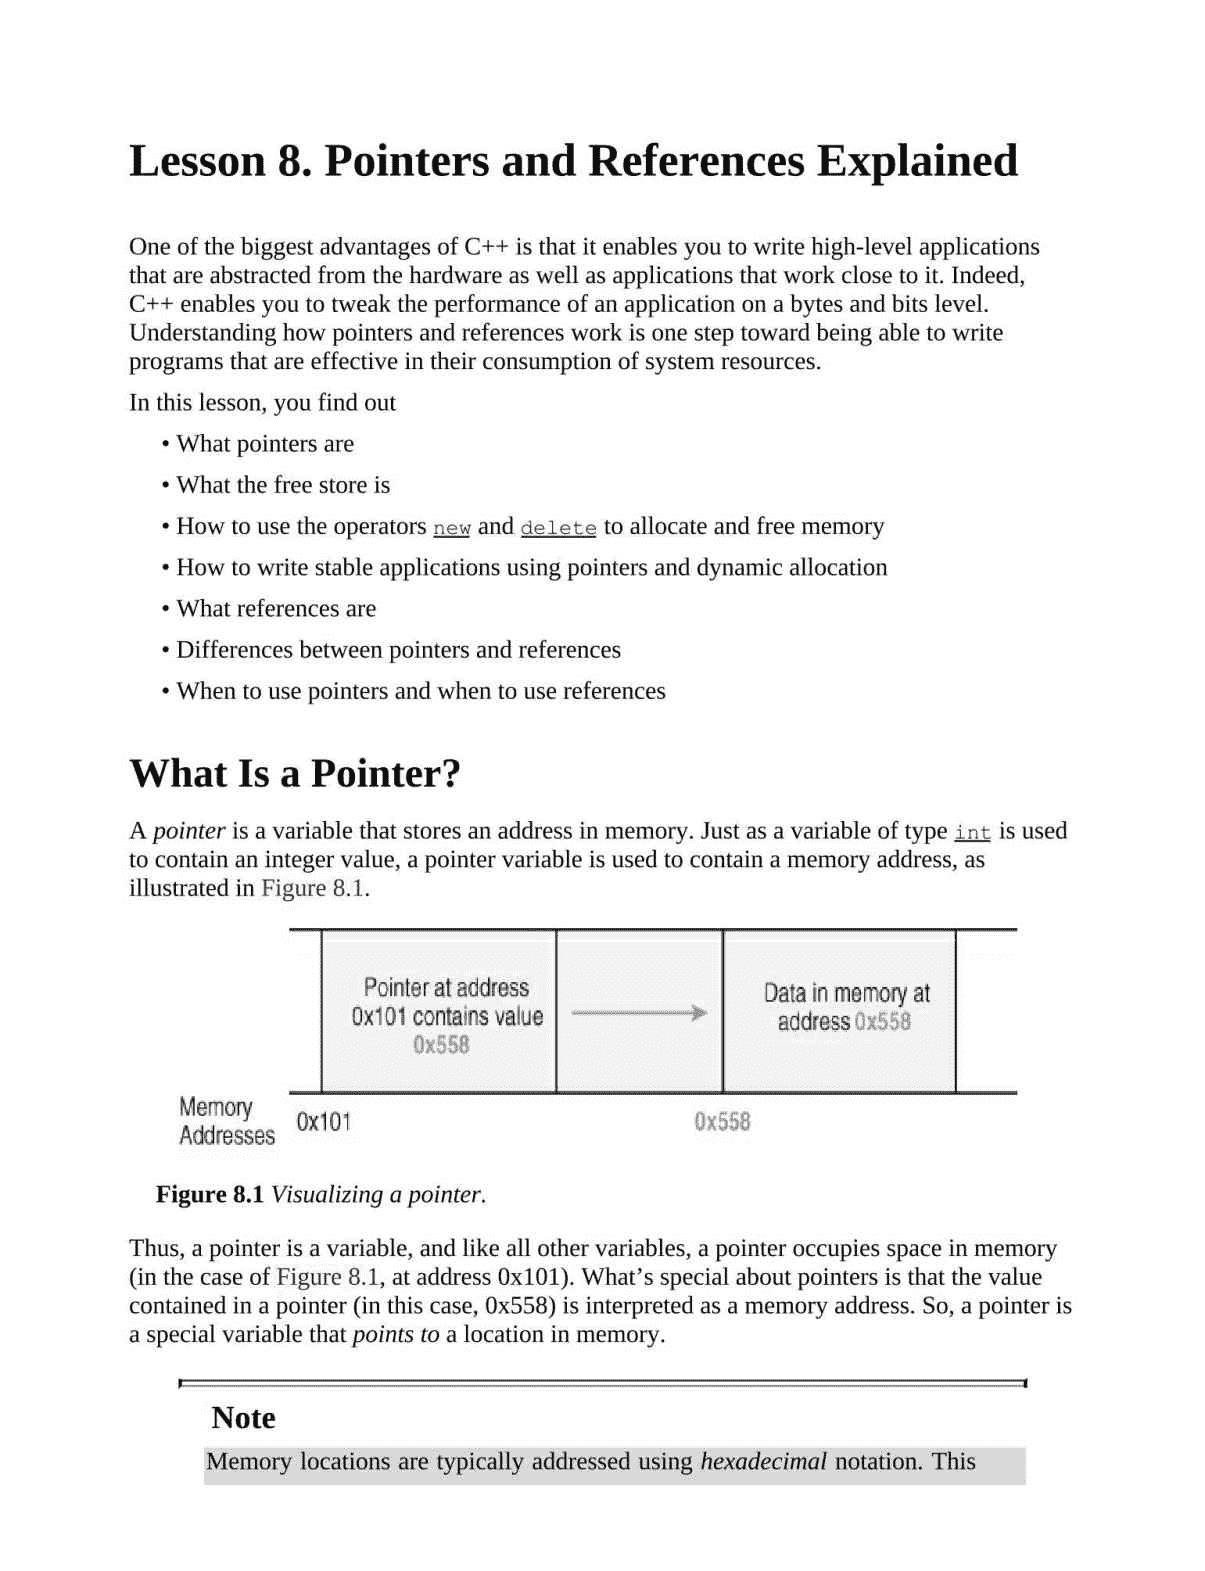 Lesson 8. Pointers and References Explained
One of the biggest advantages of C++ is that it enables you to write high-level applications
that are abstracted from the hardware as well as applications that work close to it. Indeed,
C++ enables you to tweak the performance of an application on a bytes and bits level.
Understanding how pointers and references work is one step toward being able to write
programs that are effective in their consumption of system resources.
In this lesson, you find out
• What pointers are
• What the free store is
• How to use the operators new and delete to allocate and free memory
• How to write stable applications using pointers and dynamic allocation
• What references are
• Differences between pointers and references
• When to use pointers and when to use references
What Is a Pointer?
A pointer is a variable that stores an address in memory. Just as a variable of type int is used
to contain an integer value, a pointer variable is used to contain a memory address, as
illustrated in Figure 8.1.
Pointer at address
0x101 contains value
0x558
Data in memory at
address 0x558
Memory
Addresses
0x101
0x558
Figure 8.1 Visualizing a pointer.
Thus, a pointer is a variable, and like all other variables, a pointer occupies space in memory
(in the case of Figure 8.1, at address 0x101). What’s special about pointers is that the value
contained in a pointer (in this case, 0x558) is interpreted as a memory address. So, a pointer is
a special variable that points to a location in memory.
Note
Memory locations are typically addressed using hexadecimal notation. This